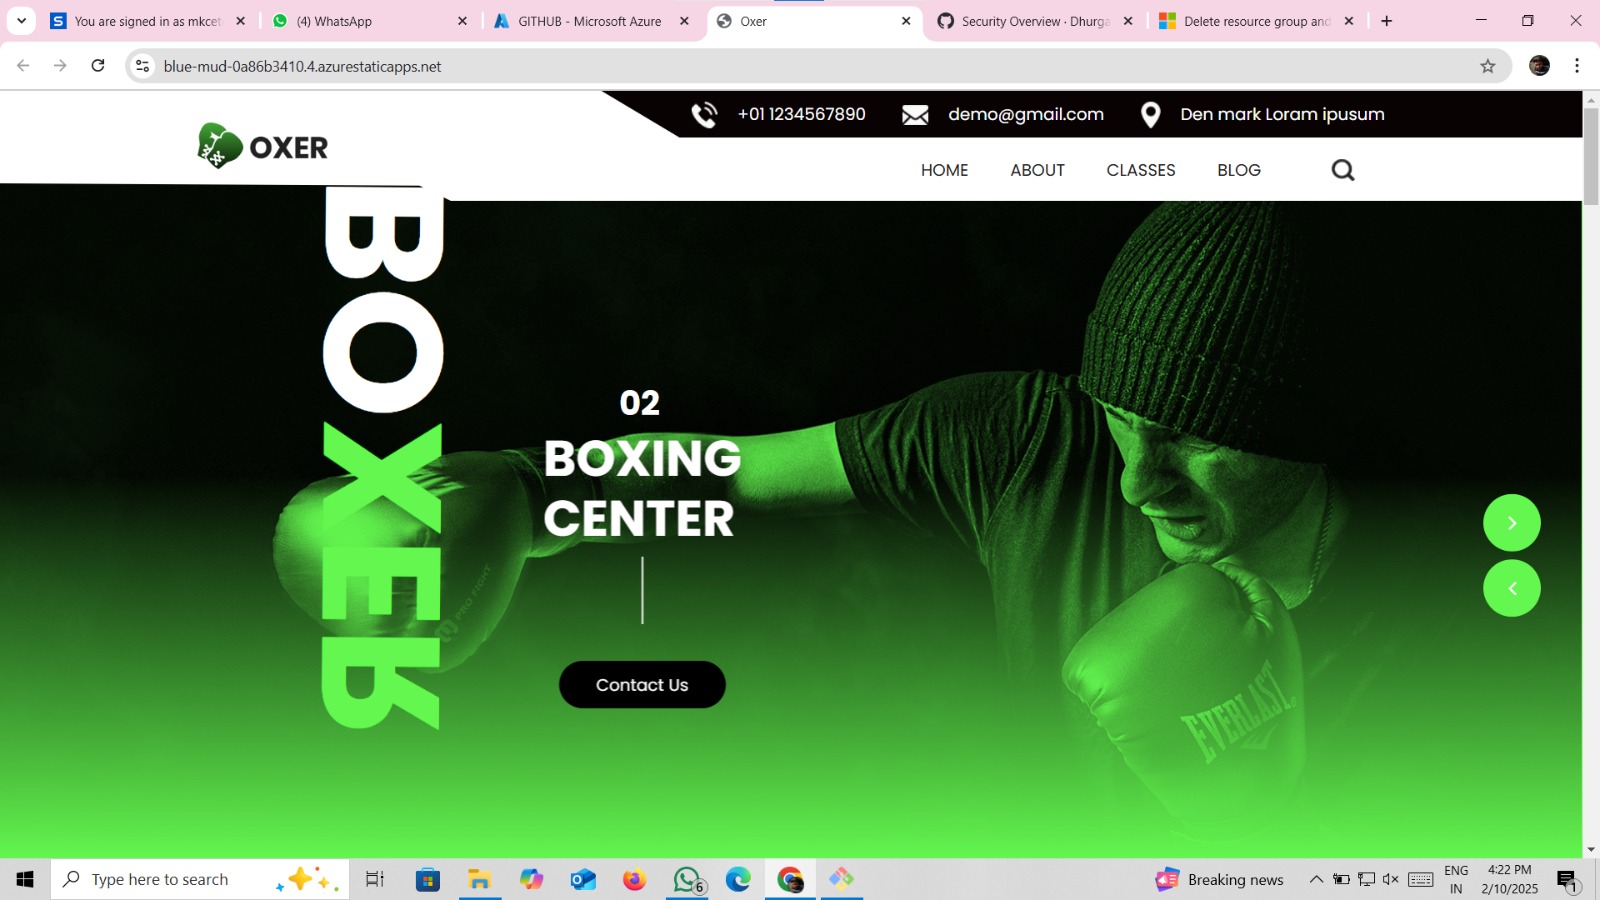 You are signed in as mkcet
(4) WhatsApp
GITHUB - Microsoft Azure
Oxer
Security Overview · Dhurga
Delete resource group and
blue-mud-0a86b3410.4.azurestaticapps.net
+01 1234567890
demo@gmail.com
Den mark Loram ipusum
OXER
HOME
ABOUT
CLASSES
BLOG
BOXER
02
BOXING
CENTER
PRO FIGHT
EVERLAST
Contact Us
Type here to search
6
Breaking news
ENG
IN
4:22 PM
2/10/2025
1